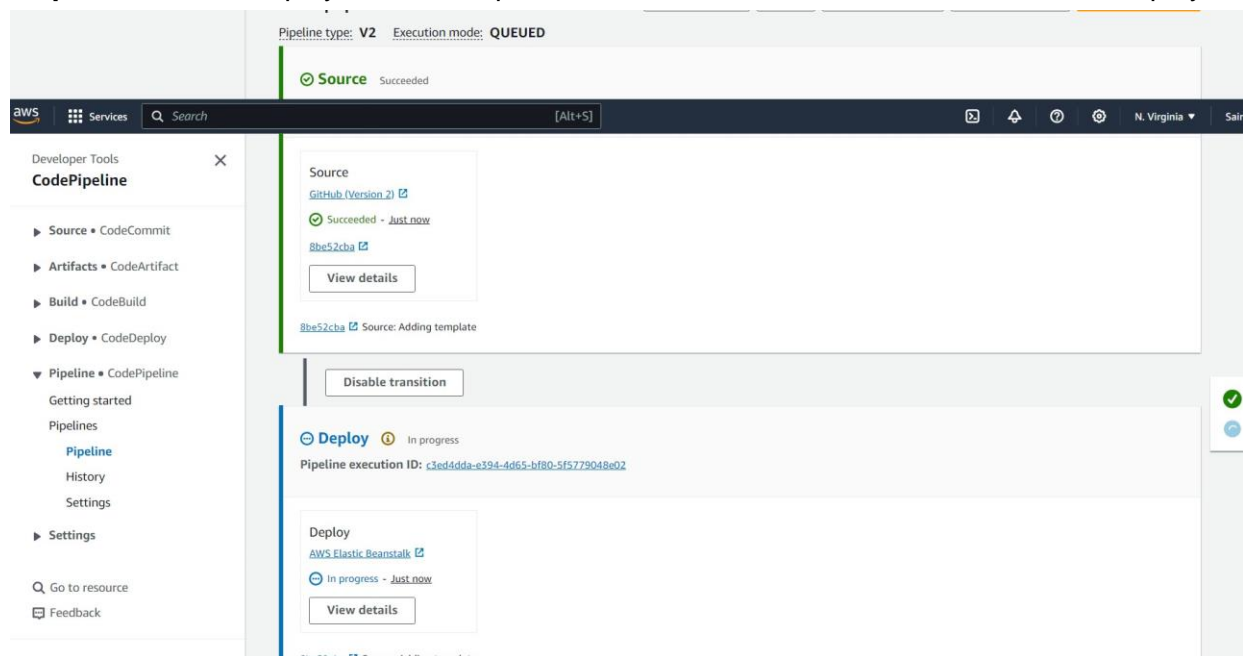 Pipeline type: V2 Execution mode: QUEUED
Source Succeeded
aws Services Search [Alt+S] N. Virginia Sair
Developer Tools
CodePipeline
Source • CodeCommit
Artifacts • CodeArtifact
Build • CodeBuild
Deploy • CodeDeploy
Pipeline • CodePipeline
Getting started
Pipelines
Pipeline
History
Settings
Settings
Go to resource
Feedback
Source
GitHub (Version 2)
Succeeded - Just now
8be52cba
View details
8be52cba Source: Adding template
Disable transition
Deploy In progress
Pipeline execution ID: c3ed4dda-e394-4d65-bf80-5f5779048e02
Deploy
AWS Elastic Beanstalk
In progress - Just now
View details